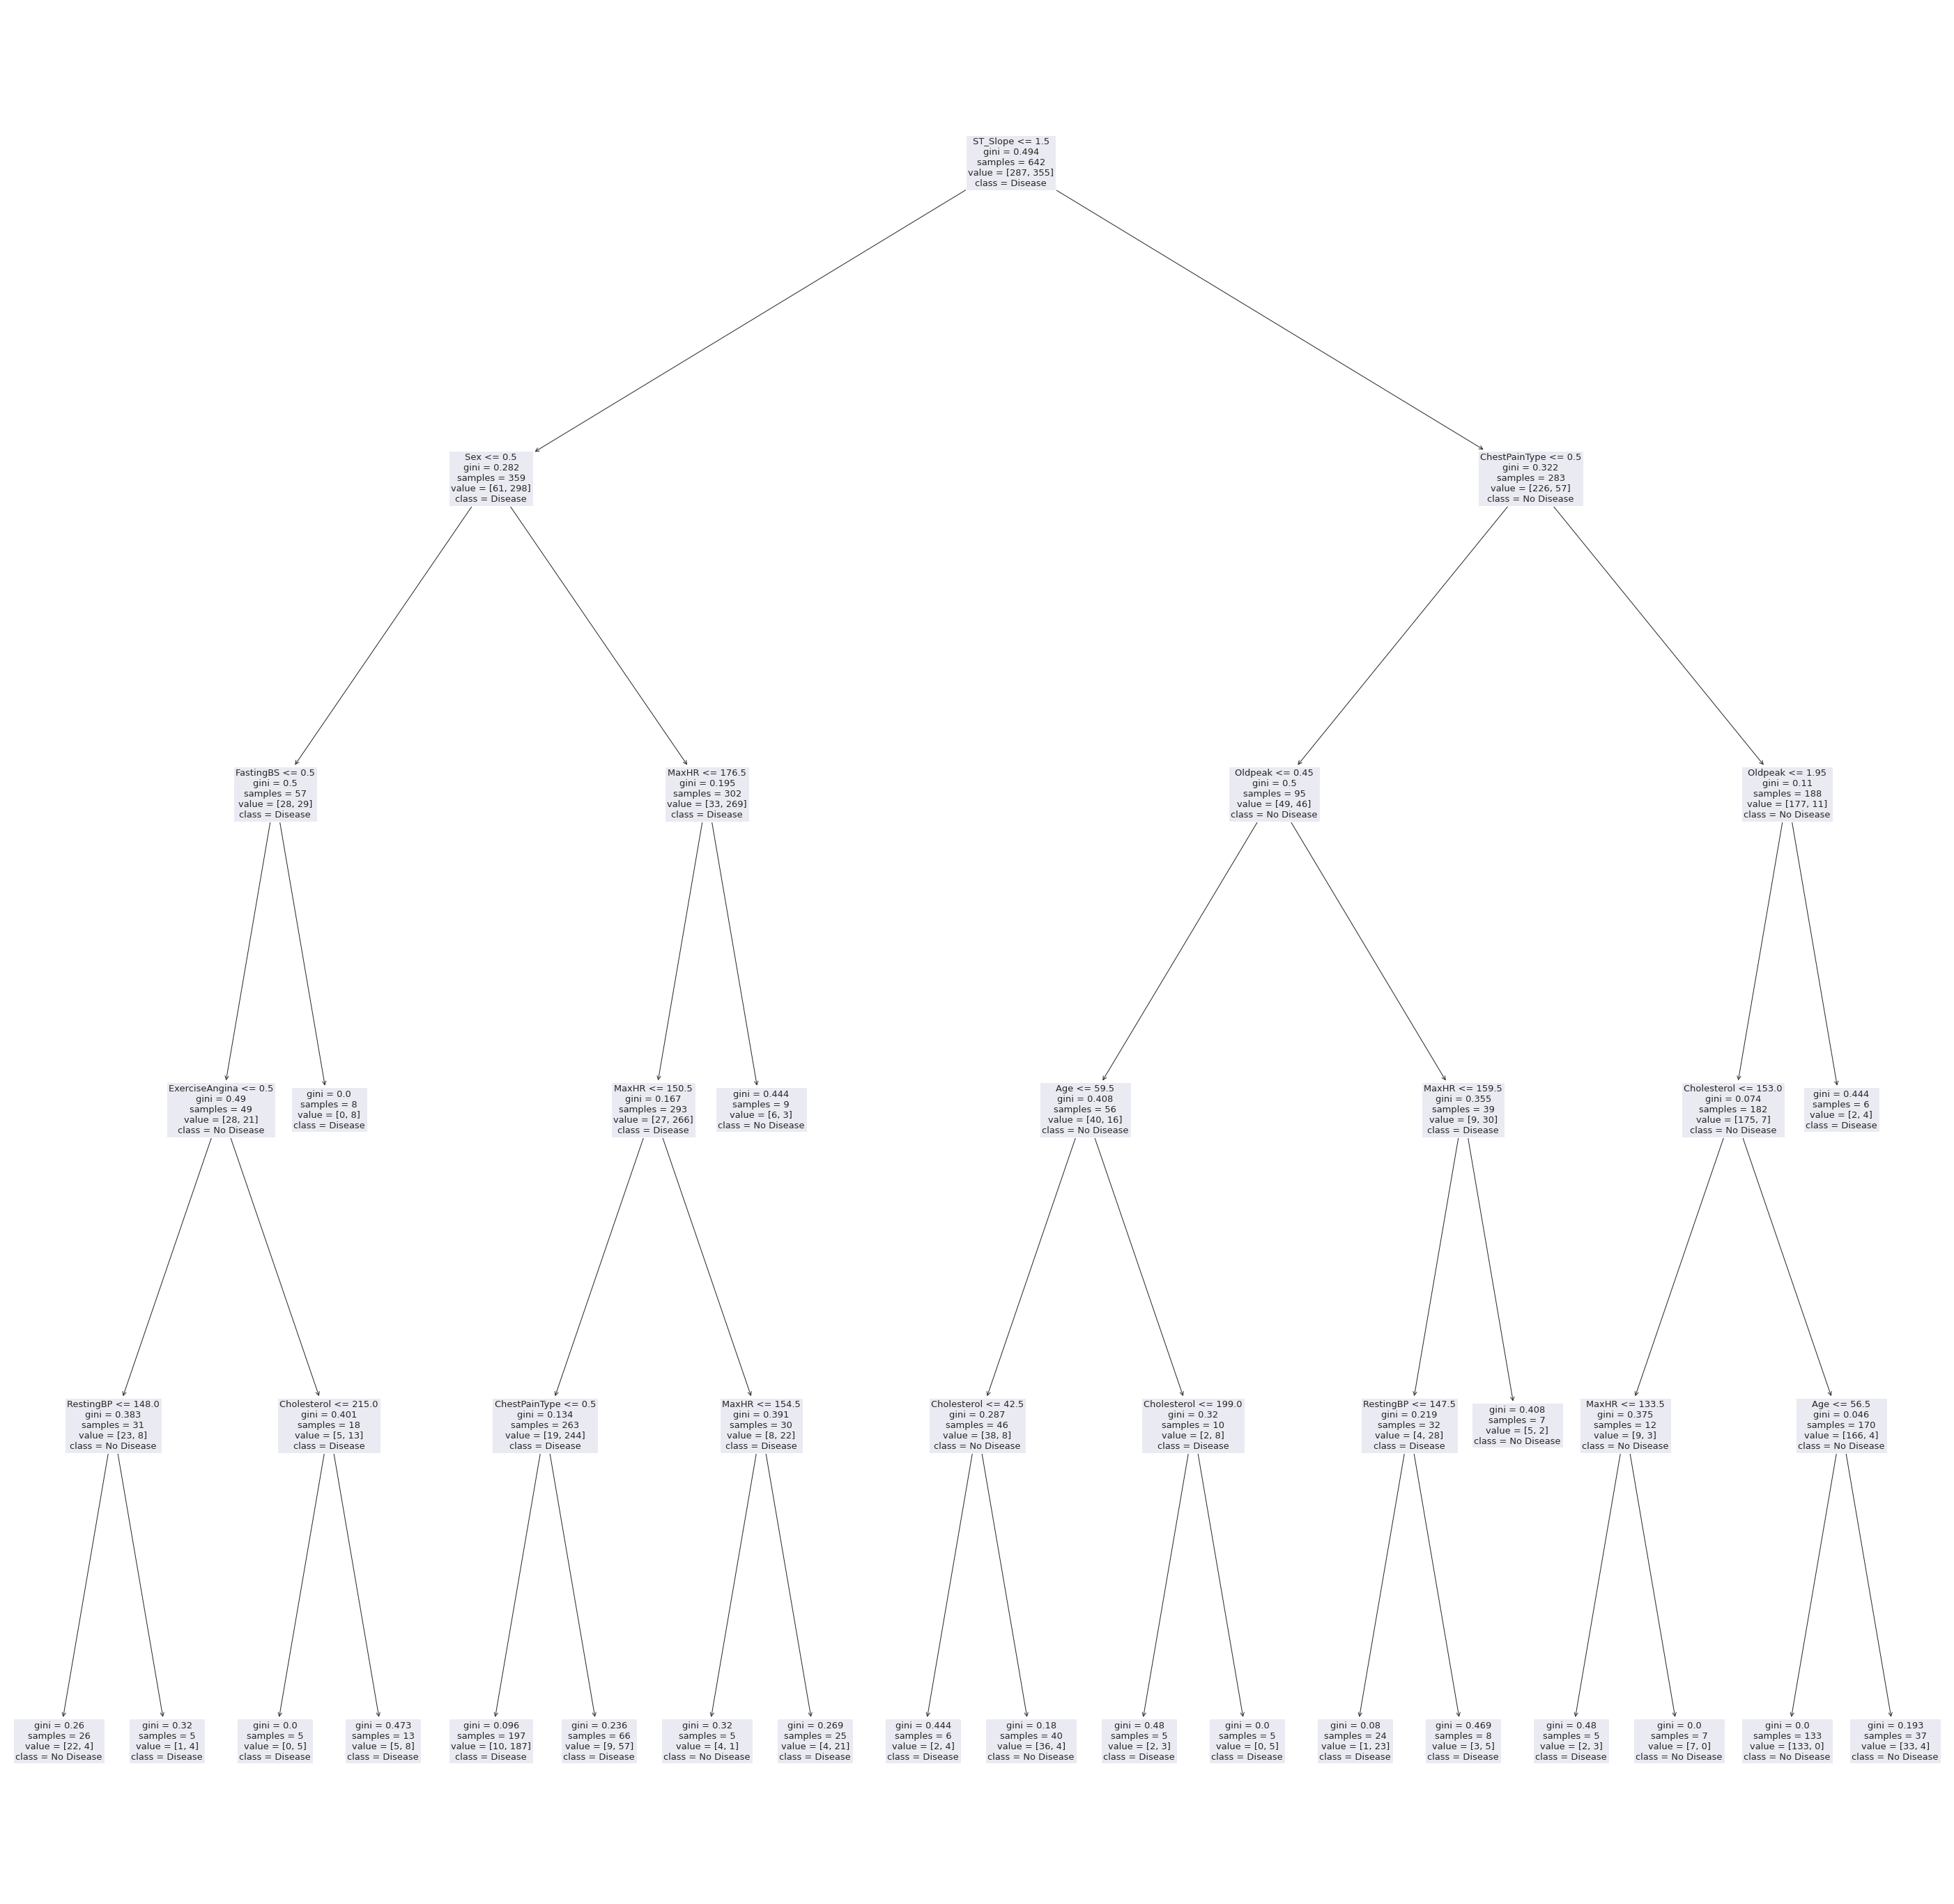 ST_Slope <= 1.5
gini = 0.494
samples = 642
value = [287, 355]
class = Disease
Sex <= 0.5
gini = 0.282
samples = 359
value = [61, 298]
class = Disease
ChestPainType <= 0.5
gini = 0.322
samples = 283
value = [226, 57]
class = No Disease
FastingBS <= 0.5
gini = 0.5
samples = 57
value = [28, 29]
class = Disease
MaxHR <= 176.5
gini = 0.195
samples = 302
value = [33, 269]
class = Disease
Oldpeak <= 0.45
gini = 0.5
samples = 95
value = [49, 46]
class = No Disease
Oldpeak <= 1.95
gini = 0.11
samples = 188
value = [177, 11]
class = No Disease
ExerciseAngina <= 0.5
gini = 0.49
samples = 49
value = [28, 21]
class = No Disease
gini = 0.0
samples = 8
value = [0, 8]
class = Disease
MaxHR <= 150.5
gini = 0.167
samples = 293
value = [27, 266]
class = Disease
gini = 0.444
samples = 9
value = [6, 3]
class = No Disease
Age <= 59.5
gini = 0.408
samples = 56
value = [40, 16]
class = No Disease
MaxHR <= 159.5
gini = 0.355
samples = 39
value = [9, 30]
class = Disease
Cholesterol <= 153.0
gini = 0.074
samples = 182
value = [175, 7]
class = No Disease
gini = 0.444
samples = 6
value = [2, 4]
class = Disease
RestingBP <= 148.0
gini = 0.383
samples = 31
value = [23, 8]
class = No Disease
Cholesterol <= 215.0
gini = 0.401
samples = 18
value = [5, 13]
class = Disease
ChestPainType <= 0.5
gini = 0.134
samples = 263
value = [19, 244]
class = Disease
MaxHR <= 154.5
gini = 0.391
samples = 30
value = [8, 22]
class = Disease
Cholesterol <= 42.5
gini = 0.287
samples = 46
value = [38, 8]
class = No Disease
Cholesterol <= 199.0
gini = 0.32
samples = 10
value = [2, 8]
class = Disease
RestingBP <= 147.5
gini = 0.219
samples = 32
value = [4, 28]
class = Disease
gini = 0.408
samples = 7
value = [5, 2]
class = No Disease
MaxHR <= 133.5
gini = 0.375
samples = 12
value = [9, 3]
class = No Disease
Age <= 56.5
gini = 0.046
samples = 170
value = [166, 4]
class = No Disease
gini = 0.26
samples = 26
value = [22, 4]
class = No Disease
gini = 0.32
samples = 5
value = [1, 4]
class = Disease
gini = 0.0
samples = 5
value = [0, 5]
class = Disease
gini = 0.473
samples = 13
value = [5, 8]
class = Disease
gini = 0.096
samples = 197
value = [10, 187]
class = Disease
gini = 0.236
samples = 66
value = [9, 57]
class = Disease
gini = 0.32
samples = 5
value = [4, 1]
class = No Disease
gini = 0.269
samples = 25
value = [4, 21]
class = Disease
gini = 0.444
samples = 6
value = [2, 4]
class = Disease
gini = 0.18
samples = 40
value = [36, 4]
class = No Disease
gini = 0.48
samples = 5
value = [2, 3]
class = Disease
gini = 0.0
samples = 5
value = [0, 5]
class = Disease
gini = 0.08
samples = 24
value = [1, 23]
class = Disease
gini = 0.469
samples = 8
value = [3, 5]
class = Disease
gini = 0.48
samples = 5
value = [2, 3]
class = Disease
gini = 0.0
samples = 7
value = [7, 0]
class = No Disease
gini = 0.0
samples = 133
value = [133, 0]
class = No Disease
gini = 0.193
samples = 37
value = [33, 4]
class = No Disease